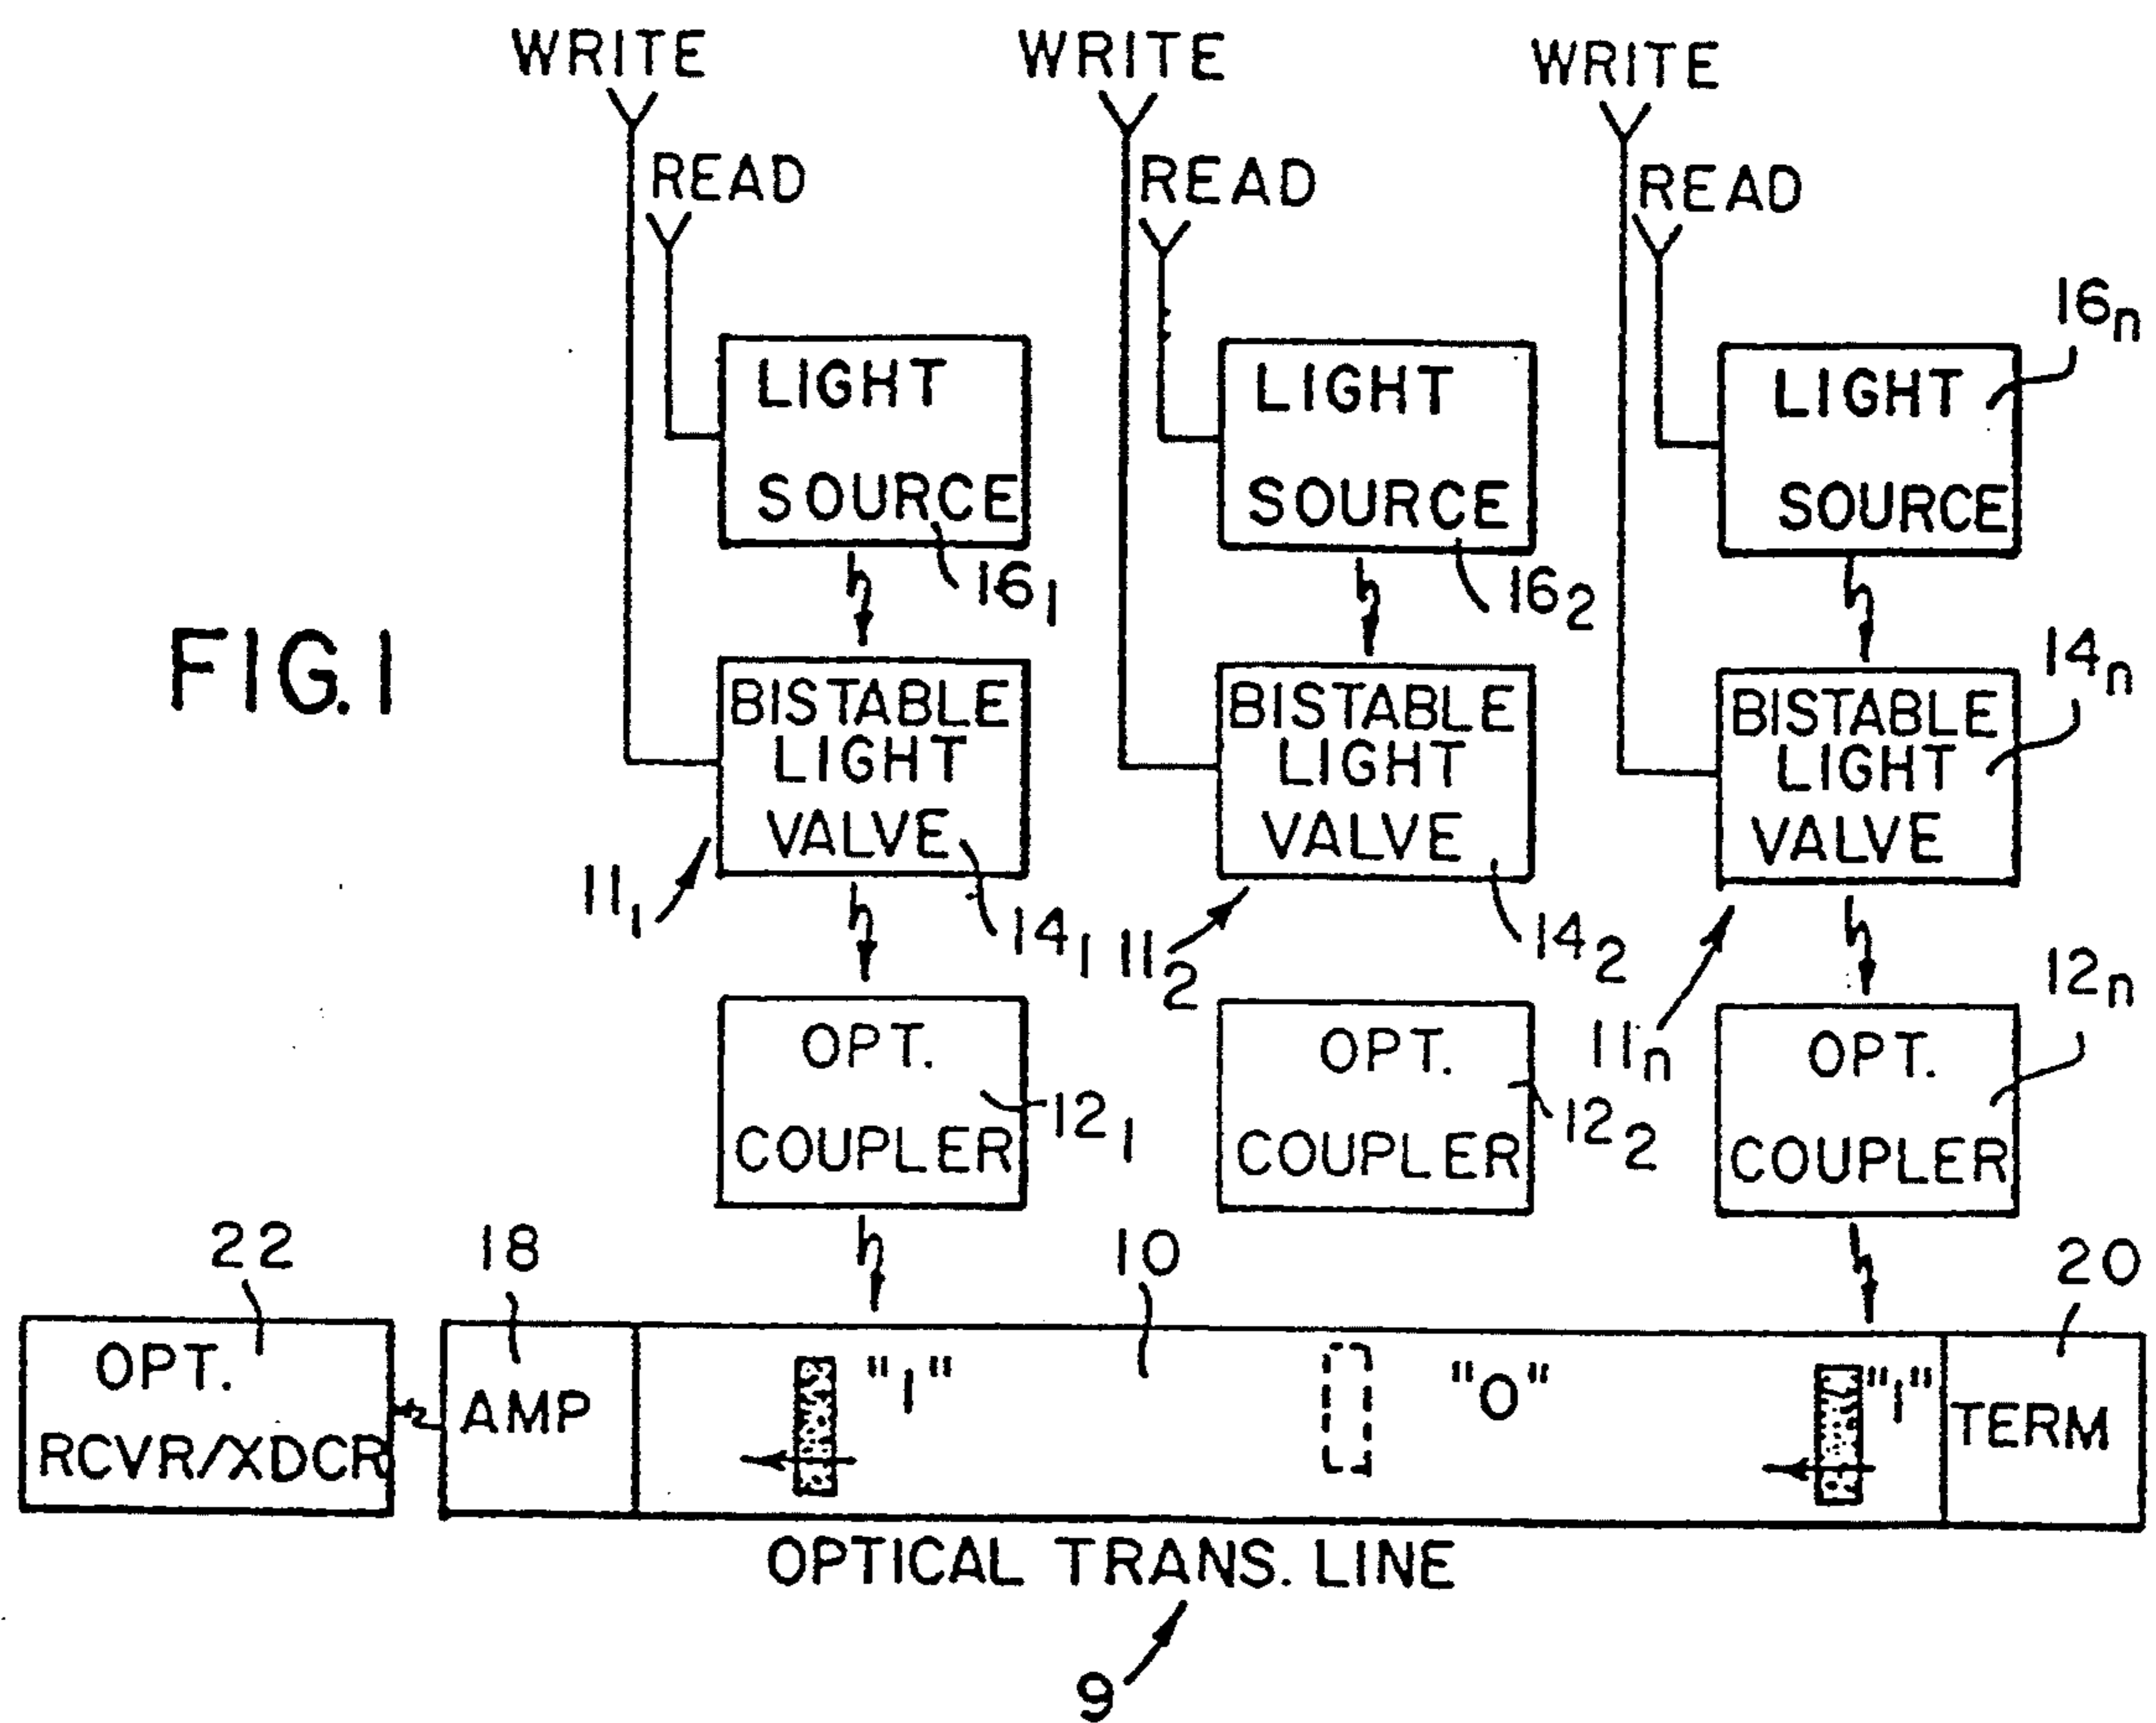 WRITE WRITE WRITE
READ READ READ
16n
LIGHT LIGHT LIGHT
SOURCE SOURCE SOURCE
161 162
FIG.1
14n
BISTABLE BISTABLE BISTABLE
LIGHT LIGHT LIGHT
VALVE VALVE VALVE
111 141 112 142
12n
OPT. OPT. 11n OPT.
121 122
COUPLER COUPLER COUPLER
22 18 10 20
OPT. "1" "0" "1"
AMP TERM
RCVR/XDCR
OPTICAL TRANS. LINE
9